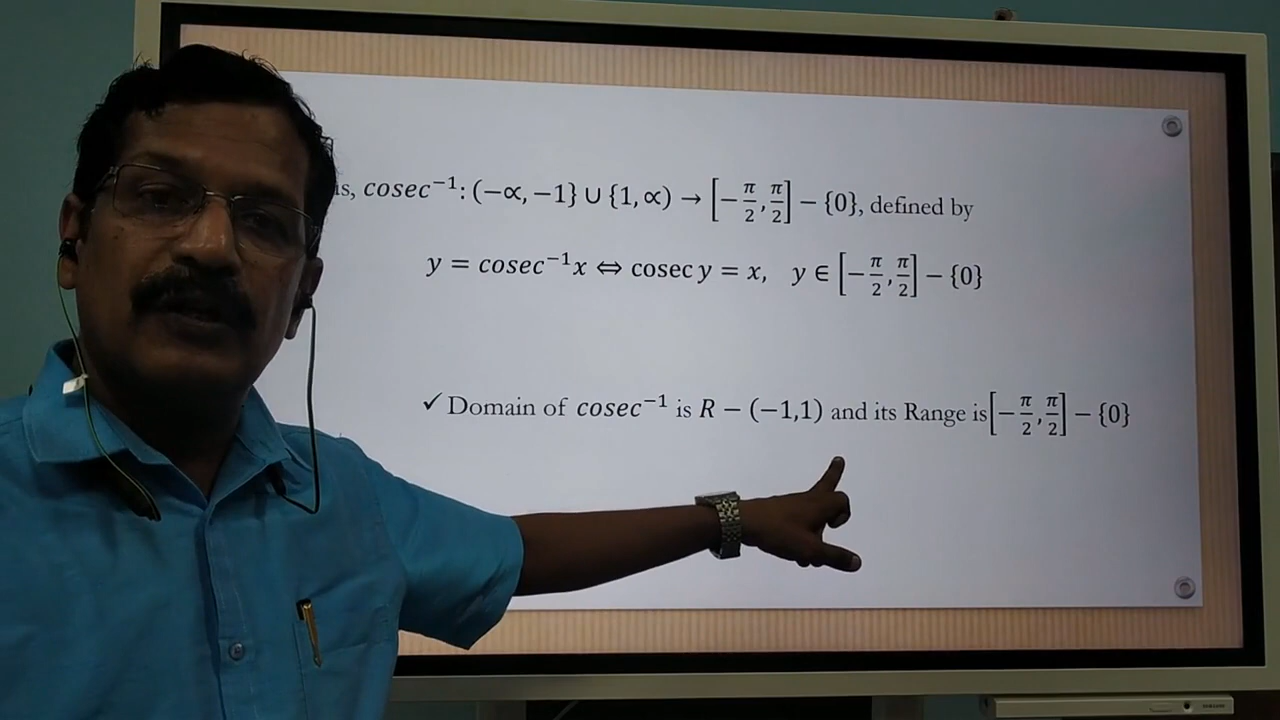 is, cosec⁻¹: (−∝, −1} ∪ {1, ∝) → [−π/2, π/2] − {0}, defined by
y = cosec⁻¹x ⇔ cosec y = x, y ∈ [−π/2, π/2] − {0}
✓ Domain of cosec⁻¹ is R − (−1,1) and its Range is[−π/2, π/2] − {0}